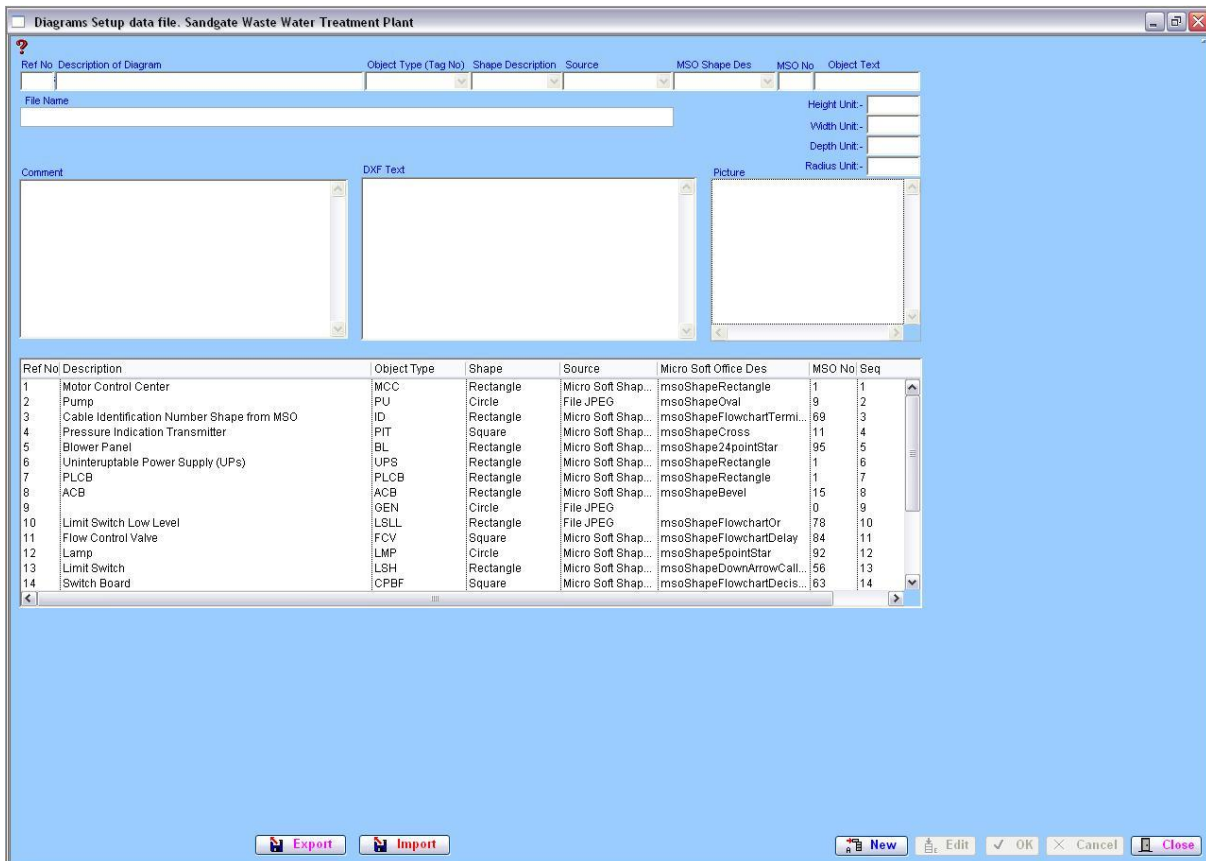 Diagrams Setup data file. Sandgate Waste Water Treatment Plant
?
Ref No Description of Diagram Object Type (Tag No) Shape Description Source MSO Shape Des MSO No Object Text
File Name
Height Unit:-
Width Unit:-
Depth Unit:-
Radius Unit:-
Comment DXF Text Picture
Ref No Description Object Type Shape Source Micro Soft Office Des MSO No Seq
1 Motor Control Center MCC Rectangle Micro Soft Shap... msoShapeRectangle 1 1
2 Pump PU Circle File JPEG msoShapeOval 9 2
3 Cable Identification Number Shape from MSO ID Rectangle Micro Soft Shap... msoShapeFlowchartTermi... 69 3
4 Pressure Indication Transmitter PIT Square Micro Soft Shap... msoShapeCross 11 4
5 Blower Panel BL Rectangle Micro Soft Shap... msoShape24pointStar 95 5
6 Uninteruptable Power Supply (UPs) UPS Rectangle Micro Soft Shap... msoShapeRectangle 1 6
7 PLCB PLCB Rectangle Micro Soft Shap... msoShapeRectangle 1 7
8 ACB ACB Rectangle Micro Soft Shap... msoShapeBevel 15 8
9 GEN Circle File JPEG 0 9
10 Limit Switch Low Level LSLL Rectangle File JPEG msoShapeFlowchartOr 78 10
11 Flow Control Valve FCV Square Micro Soft Shap... msoShapeFlowchartDelay 84 11
12 Lamp LMP Circle Micro Soft Shap... msoShape5pointStar 92 12
13 Limit Switch LSH Rectangle Micro Soft Shap... msoShapeDownArrowCall... 56 13
14 Switch Board CPBF Square Micro Soft Shap... msoShapeFlowchartDecis... 63 14
Export Import New Edit OK Cancel Close